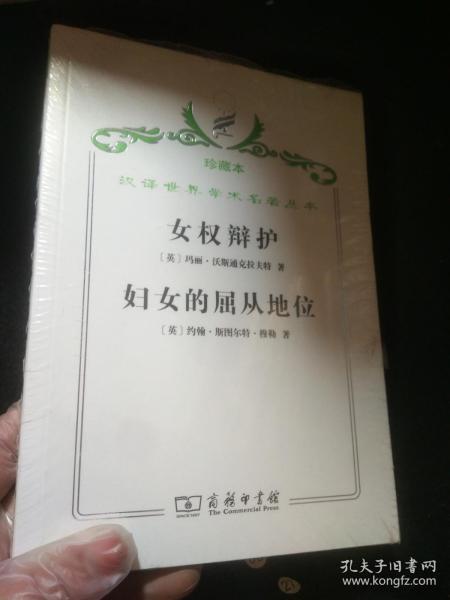 珍藏本
汉译世界学术名著丛书
女权辩护
〔英〕玛丽·沃斯通克拉夫特 著
妇女的屈从地位
〔英〕约翰·斯图尔特·穆勒 著
商務印書館
SINCE 1897
The Commercial Press
孔夫子旧书网
www.kongfz.com